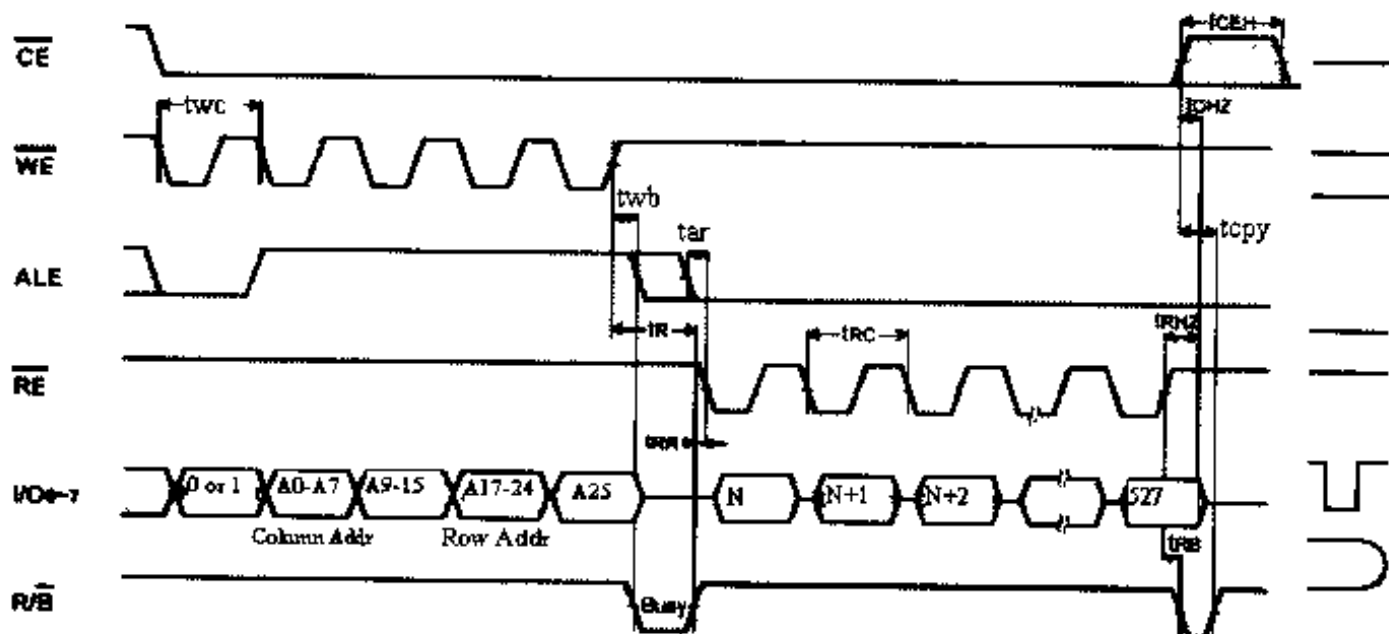 tCEH
CE
twc
tCHZ
WE
twb
tcpy
tar
ALE
tR
tRC
tRHZ
RE
tRR
I/O0-7
0 or 1
A0-A7
A9-15
A17-24
A25
N
N+1
N+2
527
Column Addr
Row Addr
tRB
R/B
Busy